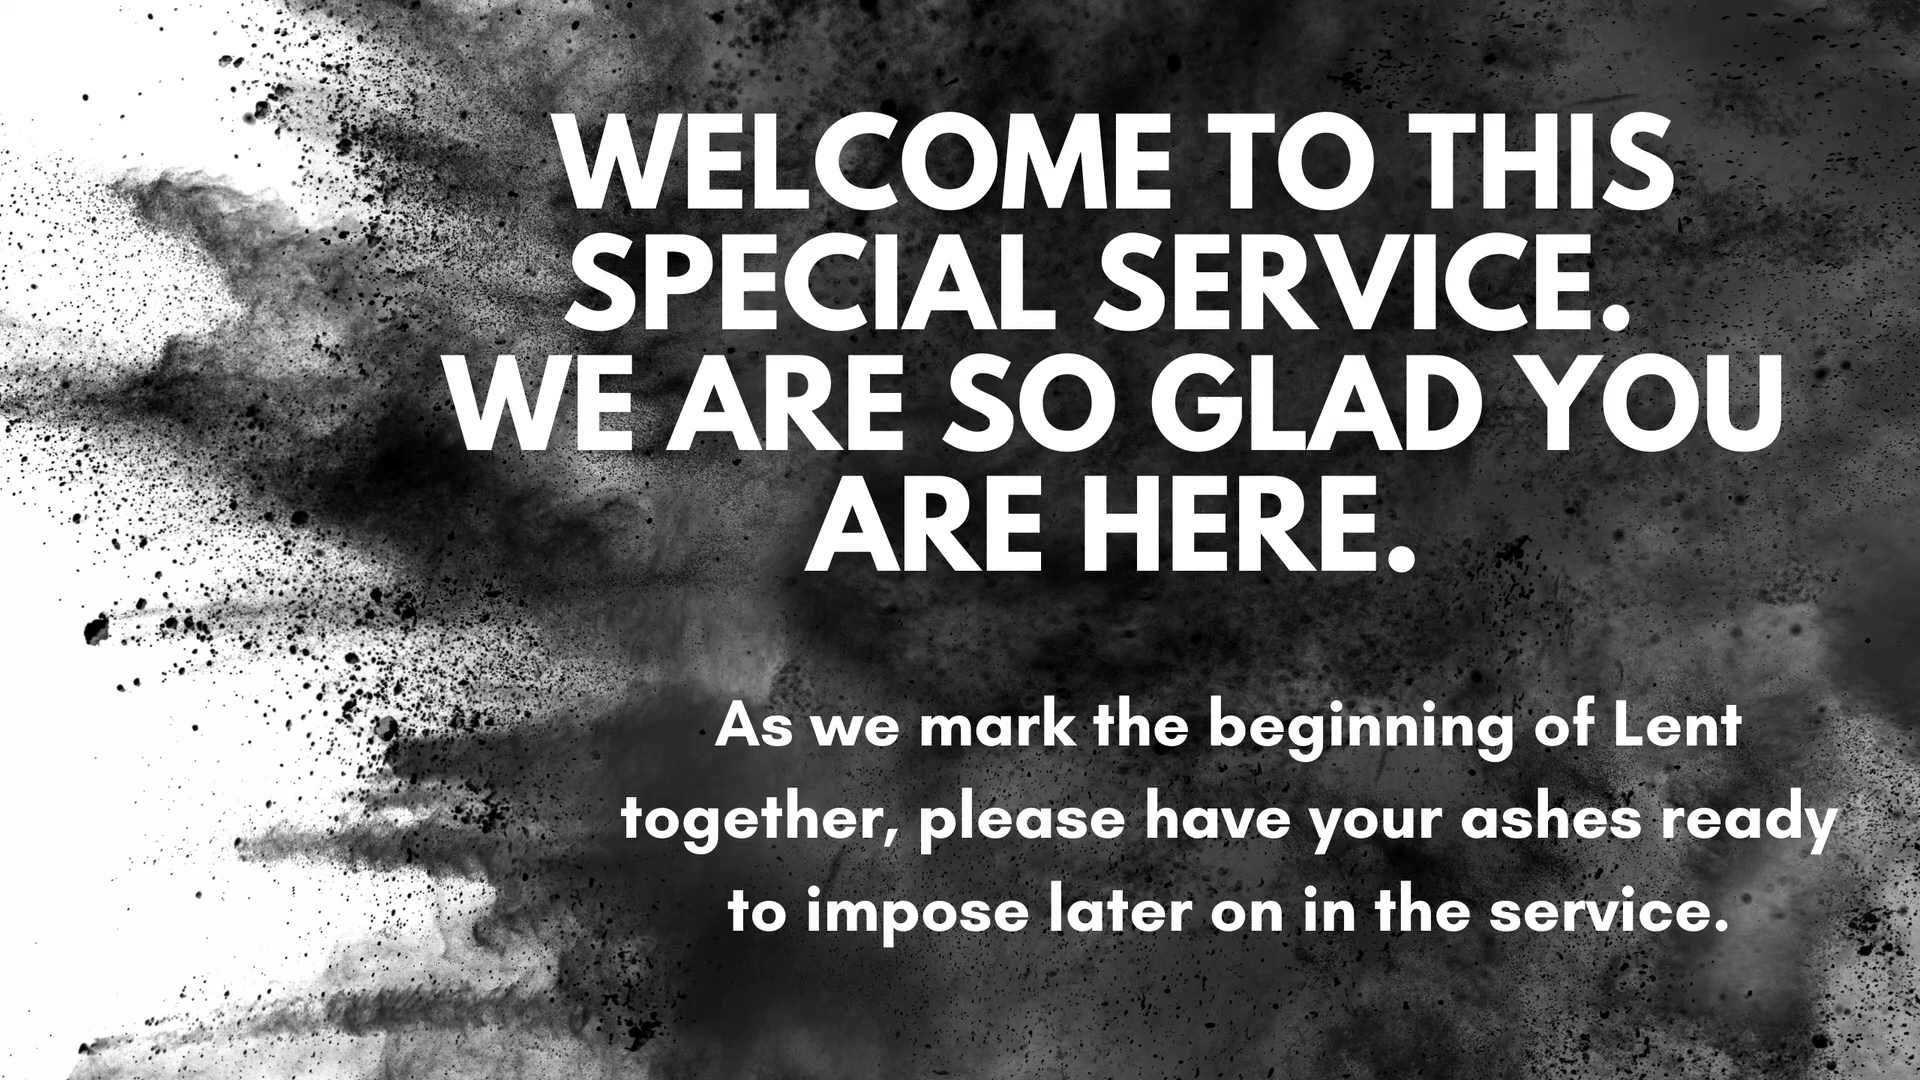 WELCOME TO THIS
SPECIAL SERVICE.
WE ARE SO GLAD YOU
ARE HERE.
As we mark the beginning of Lent
together, please have your ashes ready
to impose later on in the service.